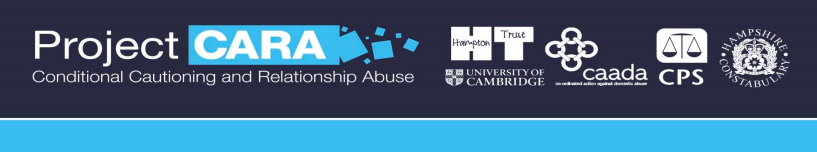 Project CARA
Conditional Cautioning and Relationship Abuse
Hampton Trust
HT
UNIVERSITY OF
CAMBRIDGE
caada
co-ordinated action against domestic abuse
CPS
HAMPSHIRE
CONSTABULARY